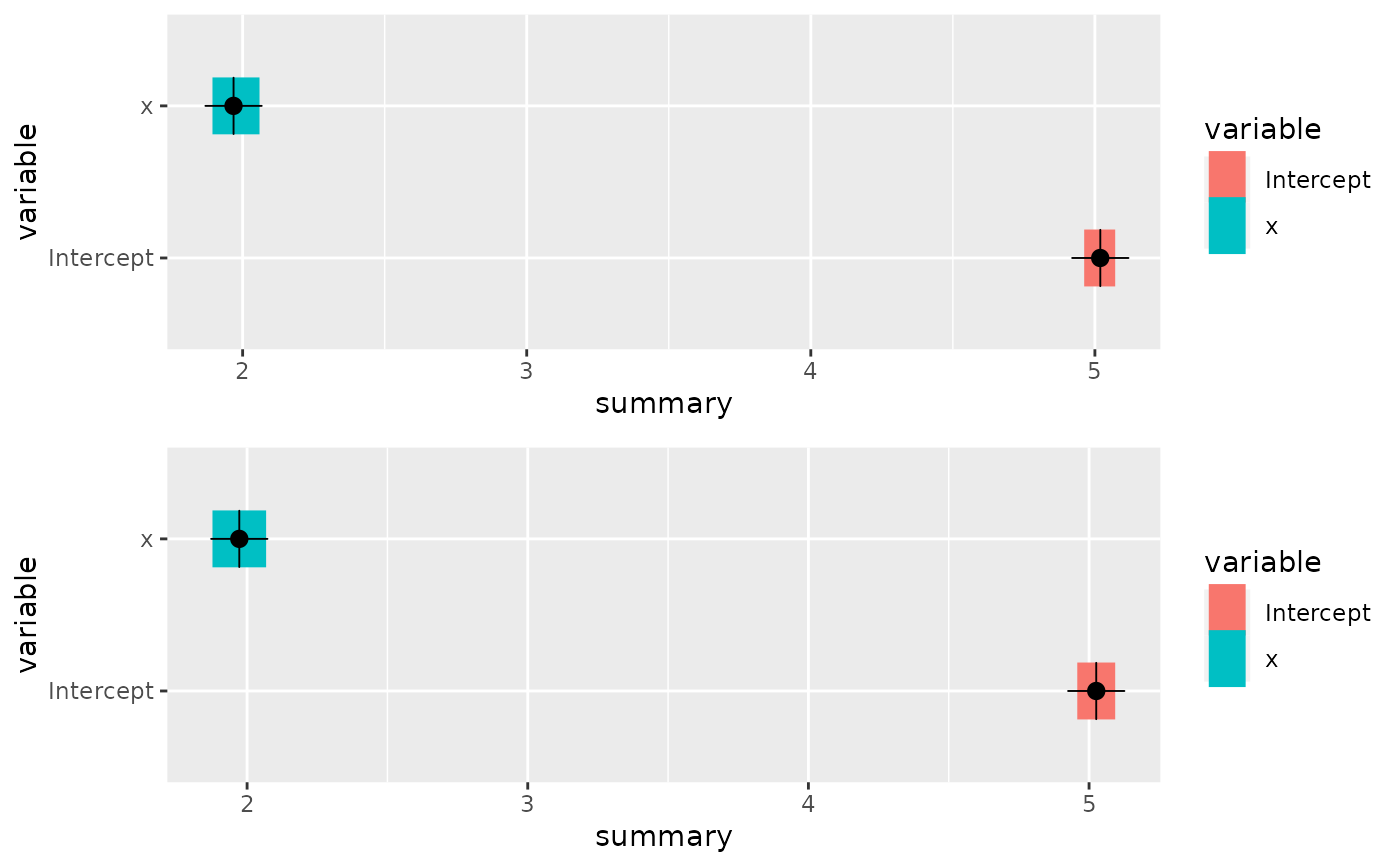 variable
x
Intercept
2 3 4 5
summary
variable
Intercept
x
variable
x
Intercept
2 3 4 5
summary
variable
Intercept
x